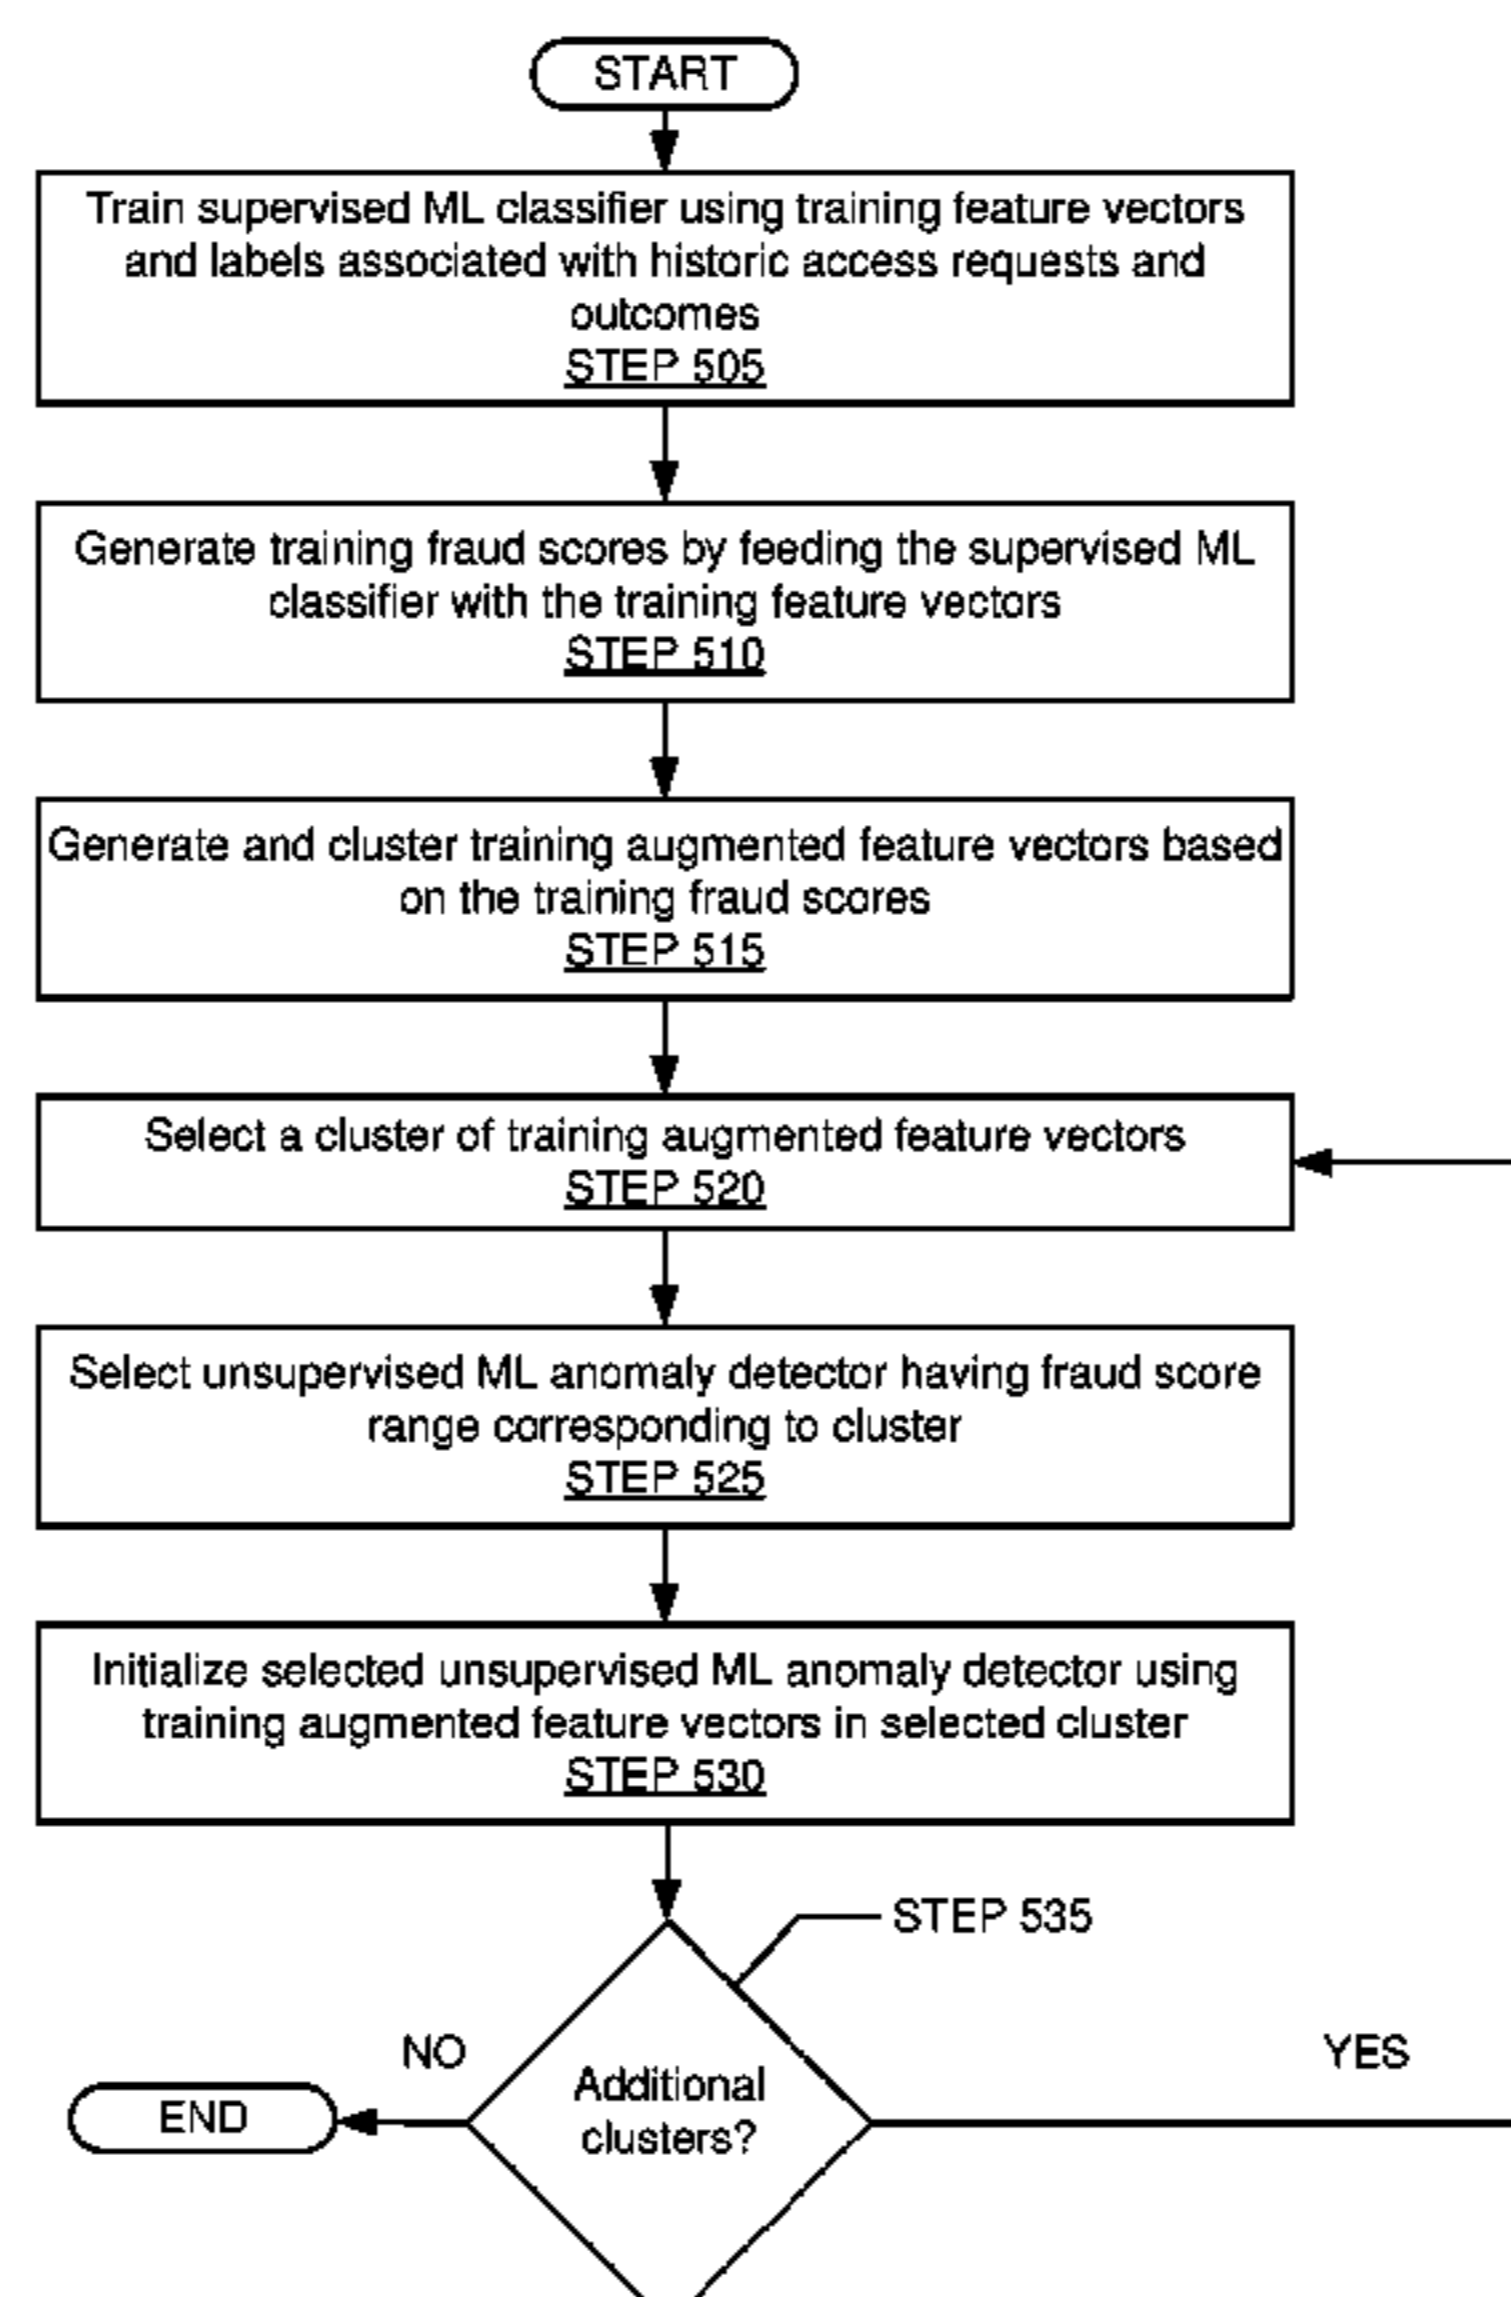 START
Train supervised ML classifier using training feature vectors
and labels associated with historic access requests and
outcomes
STEP 505
Generate training fraud scores by feeding the supervised ML
classifier with the training feature vectors
STEP 510
Generate and cluster training augmented feature vectors based
on the training fraud scores
STEP 515
Select a cluster of training augmented feature vectors
STEP 520
Select unsupervised ML anomaly detector having fraud score
range corresponding to cluster
STEP 525
Initialize selected unsupervised ML anomaly detector using
training augmented feature vectors in selected cluster
STEP 530
STEP 535
NO
YES
Additional
clusters?
END